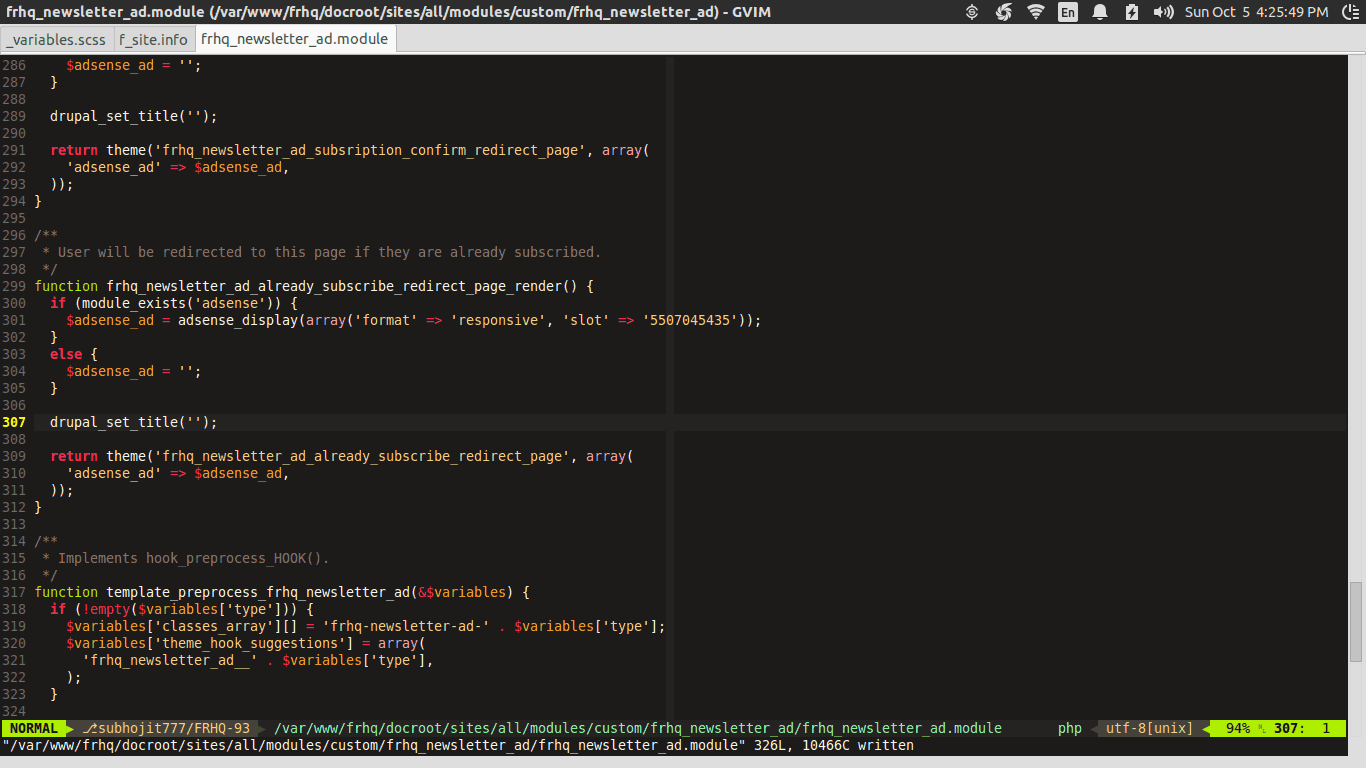 frhq_newsletter_ad.module (/var/www/frhq/docroot/sites/all/modules/custom/frhq_newsletter_ad) - GVIM En Sun Oct 5 4:25:49 PM
_variables.scss f_site.info frhq_newsletter_ad.module
286     $adsense_ad = '';
287   }
288
289   drupal_set_title('');
290
291   return theme('frhq_newsletter_ad_subsription_confirm_redirect_page', array(
292     'adsense_ad' => $adsense_ad,
293   ));
294 }
295
296 /**
297  * User will be redirected to this page if they are already subscribed.
298  */
299 function frhq_newsletter_ad_already_subscribe_redirect_page_render() {
300   if (module_exists('adsense')) {
301     $adsense_ad = adsense_display(array('format' => 'responsive', 'slot' => '5507045435'));
302   }
303   else {
304     $adsense_ad = '';
305   }
306
307   drupal_set_title('');
308
309   return theme('frhq_newsletter_ad_already_subscribe_redirect_page', array(
310     'adsense_ad' => $adsense_ad,
311   ));
312 }
313
314 /**
315  * Implements hook_preprocess_HOOK().
316  */
317 function template_preprocess_frhq_newsletter_ad(&$variables) {
318   if (!empty($variables['type'])) {
319     $variables['classes_array'][] = 'frhq-newsletter-ad-' . $variables['type'];
320     $variables['theme_hook_suggestions'] = array(
321       'frhq_newsletter_ad__' . $variables['type'],
322     );
323   }
324
NORMAL subhojit777/FRHQ-93 /var/www/frhq/docroot/sites/all/modules/custom/frhq_newsletter_ad/frhq_newsletter_ad.module php utf-8[unix] 94% 307: 1
"/var/www/frhq/docroot/sites/all/modules/custom/frhq_newsletter_ad/frhq_newsletter_ad.module" 326L, 10466C written